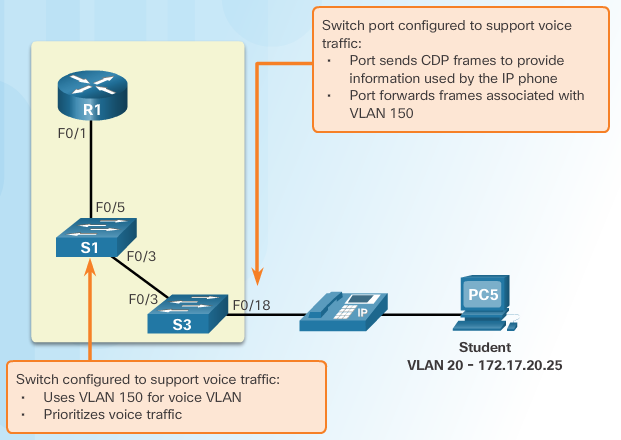 Switch port configured to support voice
traffic:
· Port sends CDP frames to provide
information used by the IP phone
· Port forwards frames associated with
VLAN 150
R1
F0/1
F0/5
S1
F0/3
F0/3
S3
F0/18
IP
PC5
Student
VLAN 20 - 172.17.20.25
Switch configured to support voice traffic:
· Uses VLAN 150 for voice VLAN
· Prioritizes voice traffic